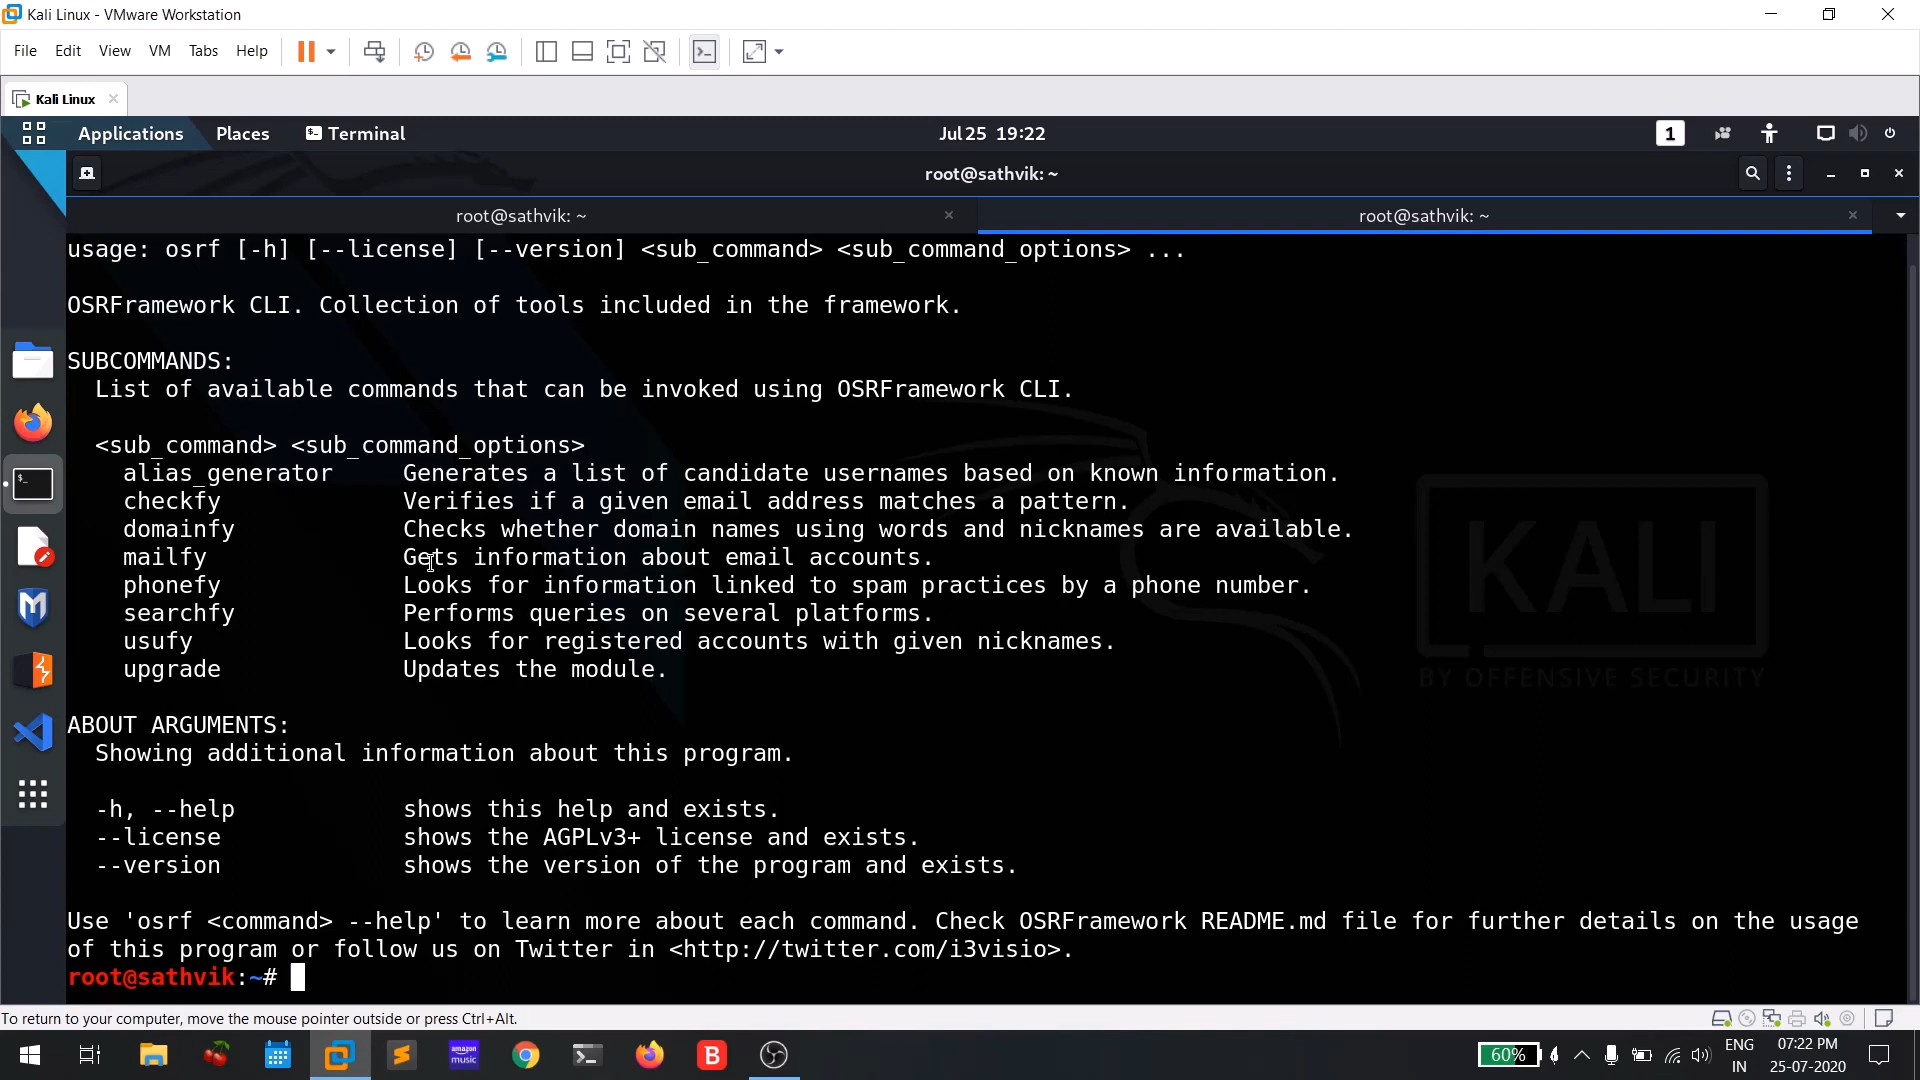 Kali Linux - VMware Workstation
File Edit View VM Tabs Help
Kali Linux
Applications Places Terminal Jul 25 19:22 1
root@sathvik: ~
root@sathvik: ~ root@sathvik: ~
usage: osrf [-h] [--license] [--version] <sub_command> <sub_command_options> ...
OSRFramework CLI. Collection of tools included in the framework.
SUBCOMMANDS:
List of available commands that can be invoked using OSRFramework CLI.
<sub_command> <sub_command_options>
alias_generator Generates a list of candidate usernames based on known information.
checkfy Verifies if a given email address matches a pattern.
domainfy Checks whether domain names using words and nicknames are available.
mailfy Gets information about email accounts.
phonefy Looks for information linked to spam practices by a phone number.
searchfy Performs queries on several platforms.
usufy Looks for registered accounts with given nicknames.
upgrade Updates the module.
KALI
BY OFFENSIVE SECURITY
ABOUT ARGUMENTS:
Showing additional information about this program.
-h, --help shows this help and exists.
--license shows the AGPLv3+ license and exists.
--version shows the version of the program and exists.
Use 'osrf <command> --help' to learn more about each command. Check OSRFramework README.md file for further details on the usage
of this program or follow us on Twitter in <http://twitter.com/i3visio>.
root@sathvik:~#
To return to your computer, move the mouse pointer outside or press Ctrl+Alt.
amazon music B 60% ENG IN 07:22 PM
25-07-2020